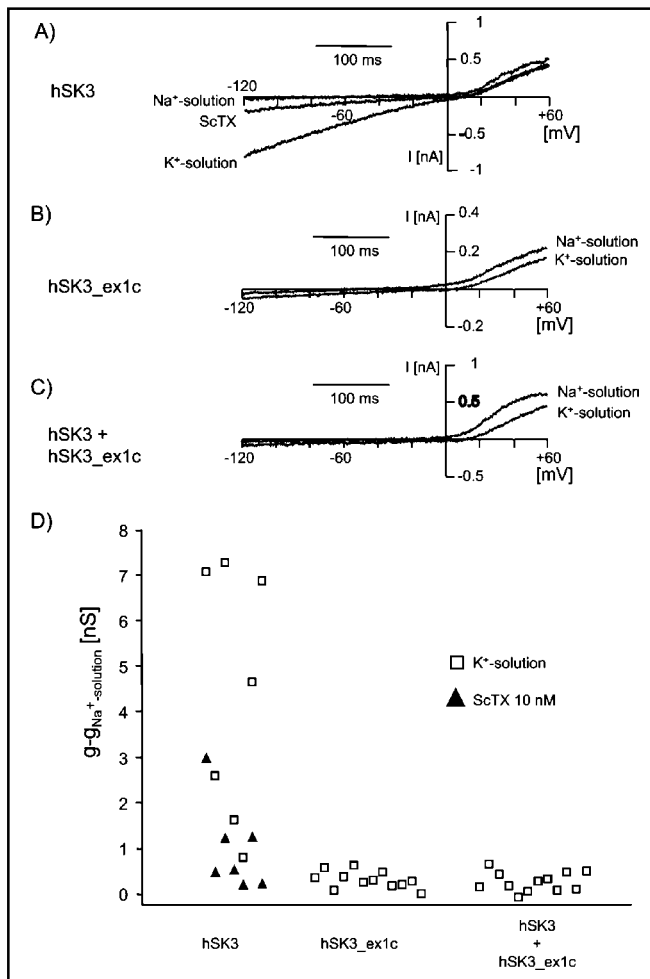 A)
hSK3
100 ms
1
0.5
-0.5
-1
I [nA]
-120
-60
+60
[mV]
Na⁺-solution
ScTX
K⁺-solution
B)
hSK3_ex1c
100 ms
I [nA]
0.4
0.2
-0.2
-120
-60
+60
[mV]
Na⁺-solution
K⁺-solution
C)
hSK3 +
hSK3_ex1c
100 ms
I [nA]
1
0.5
-0.5
-120
-60
+60
[mV]
Na⁺-solution
K⁺-solution
D)
g-gNa⁺-solution [nS]
8
7
6
5
4
3
2
1
0
K⁺-solution
ScTX 10 nM
hSK3
hSK3_ex1c
hSK3
+
hSK3_ex1c